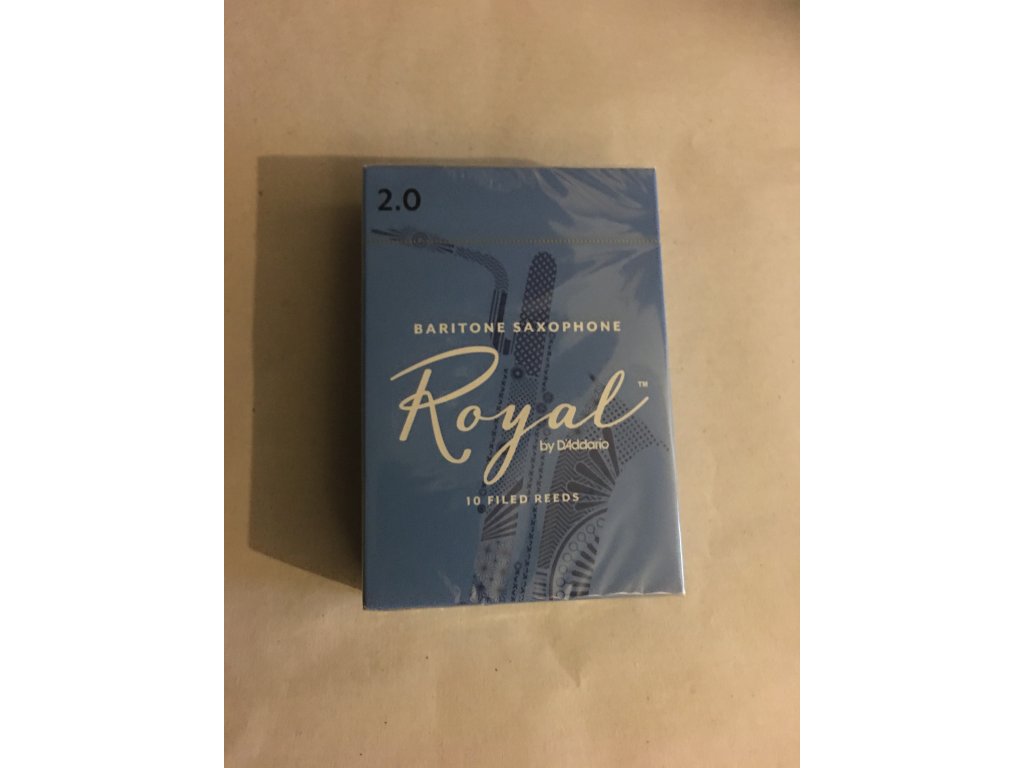 2.0
BARITONE SAXOPHONE
Royal™
by D'Addario
10 FILED REEDS